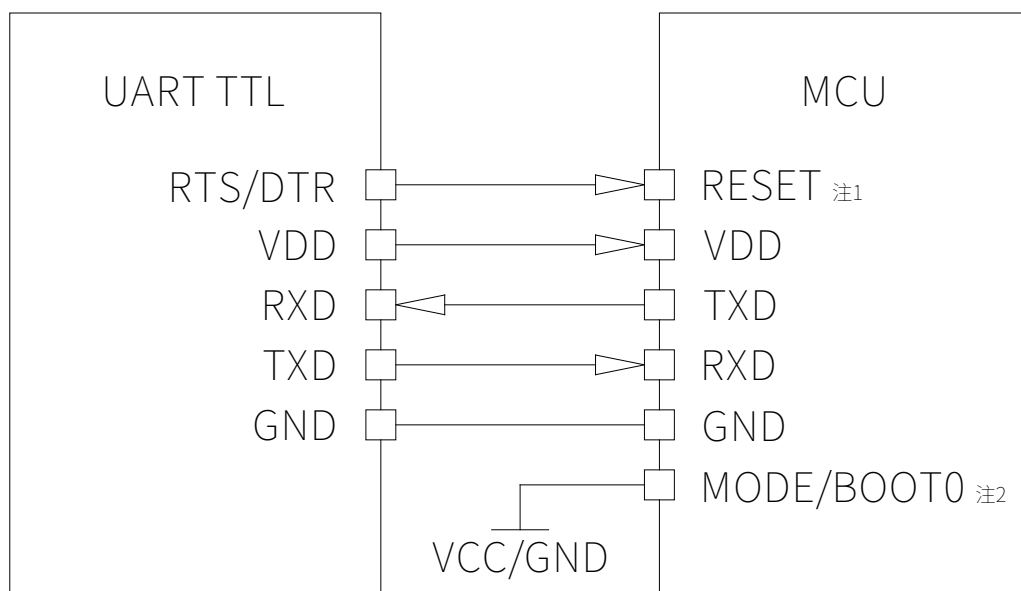 UART TTL
MCU
RTS/DTR
RESET 注1
VDD
VDD
RXD
TXD
TXD
RXD
GND
GND
MODE/BOOT0 注2
VCC/GND